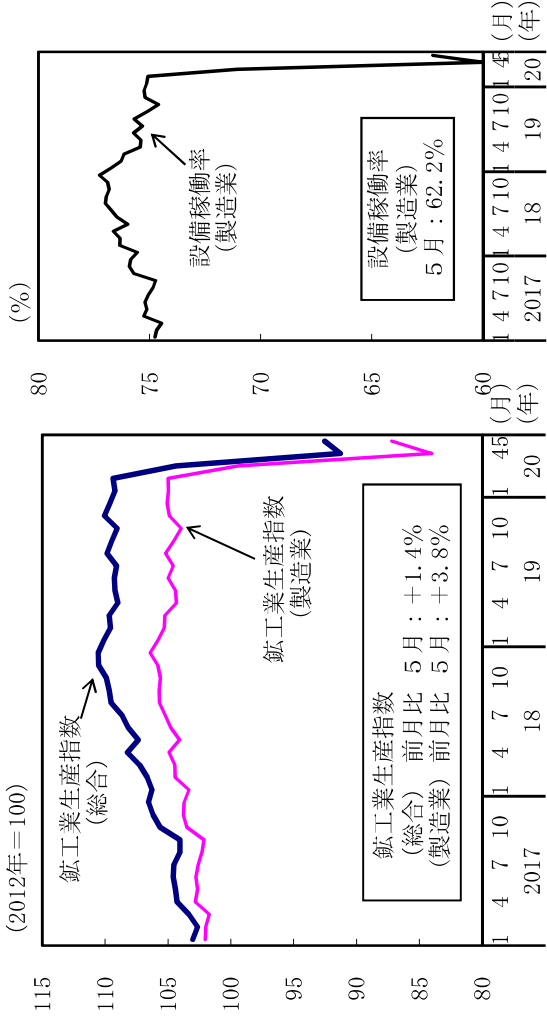 (2012年＝100)
115
110
105
100
95
90
85
80
鉱工業生産指数
(総合)
鉱工業生産指数
(製造業)
鉱工業生産指数
(総合) 前月比 5月：＋1.4%
(製造業) 前月比 5月：＋3.8%
1 4 7 10 1 4 7 10 1 4 7 10 1 45 (月)
2017 18 19 20 (年)
(%)
80
75
70
65
60
設備稼働率
(製造業)
設備稼働率
(製造業)
5月：62.2%
1 4 7 10 1 4 7 10 1 4 7 10 1 4 5 (月)
2017 18 19 20 (年)